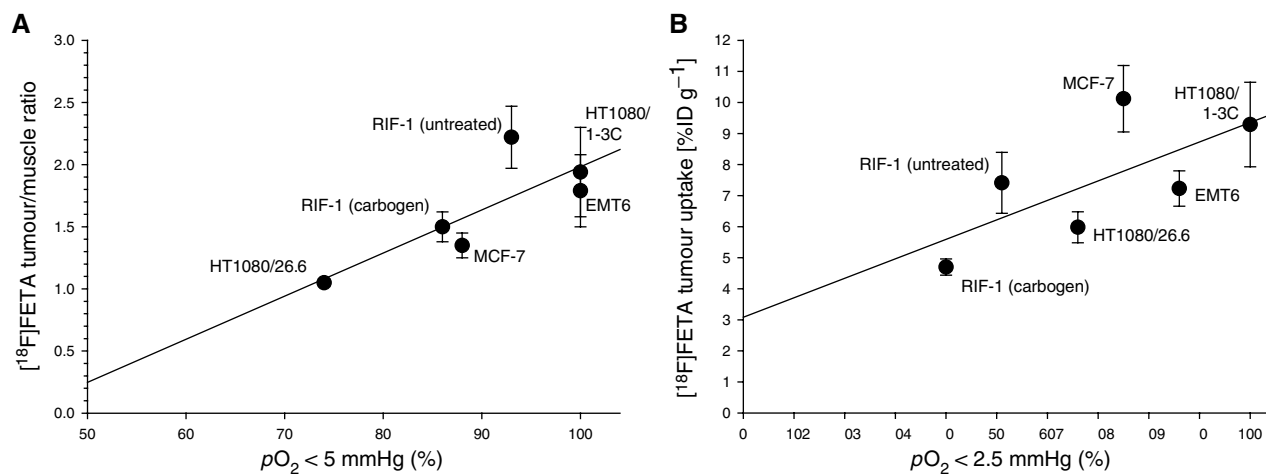 A
[¹⁸F]FETA tumour/muscle ratio
3.0
2.5
2.0
1.5
1.0
0.5
0.0
RIF-1 (untreated)
HT1080/
1-3C
RIF-1 (carbogen)
EMT6
MCF-7
HT1080/26.6
50 60 70 80 90 100
pO₂ < 5 mmHg (%)
B
[¹⁸F]FETA tumour uptake [%ID g⁻¹]
12
11
10
9
8
7
6
5
4
3
2
1
0
MCF-7
HT1080/
1-3C
RIF-1 (untreated)
EMT6
HT1080/26.6
RIF-1 (carbogen)
0 102 03 04 0 50 607 08 09 0 100
pO₂ < 2.5 mmHg (%)